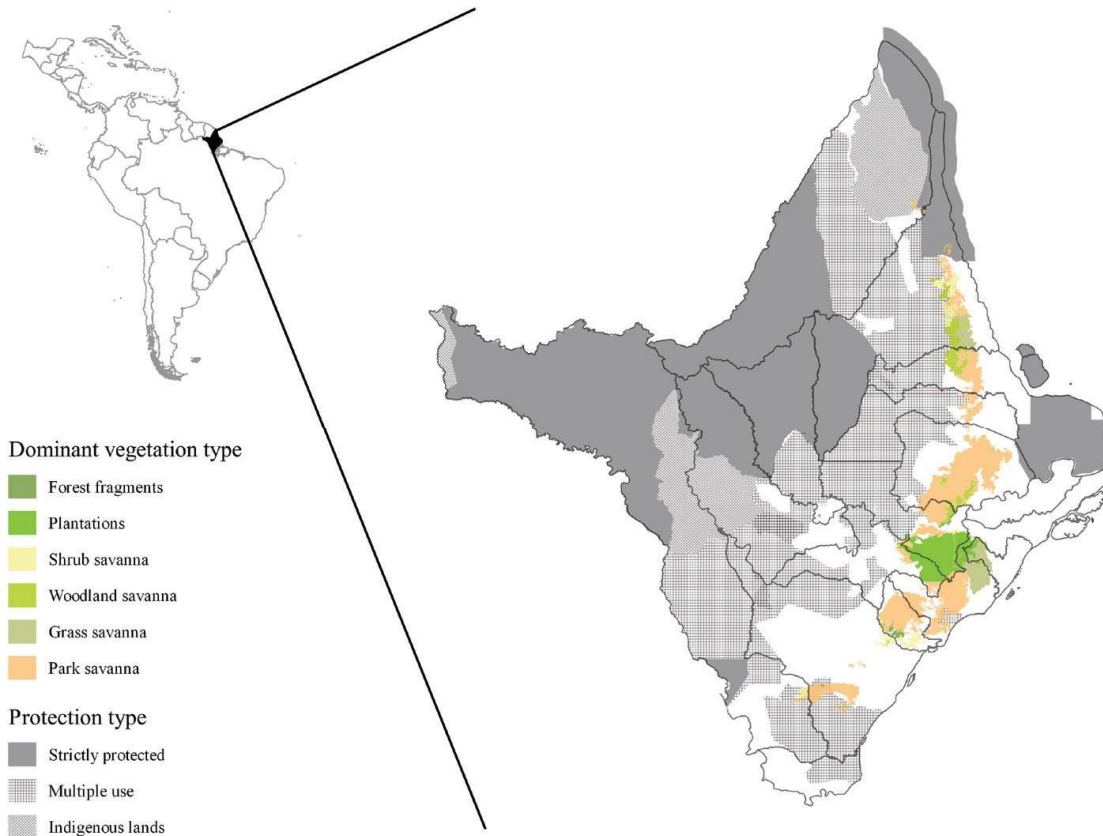 Dominant vegetation type
Forest fragments
Plantations
Shrub savanna
Woodland savanna
Grass savanna
Park savanna
Protection type
Strictly protected
Multiple use
Indigenous lands